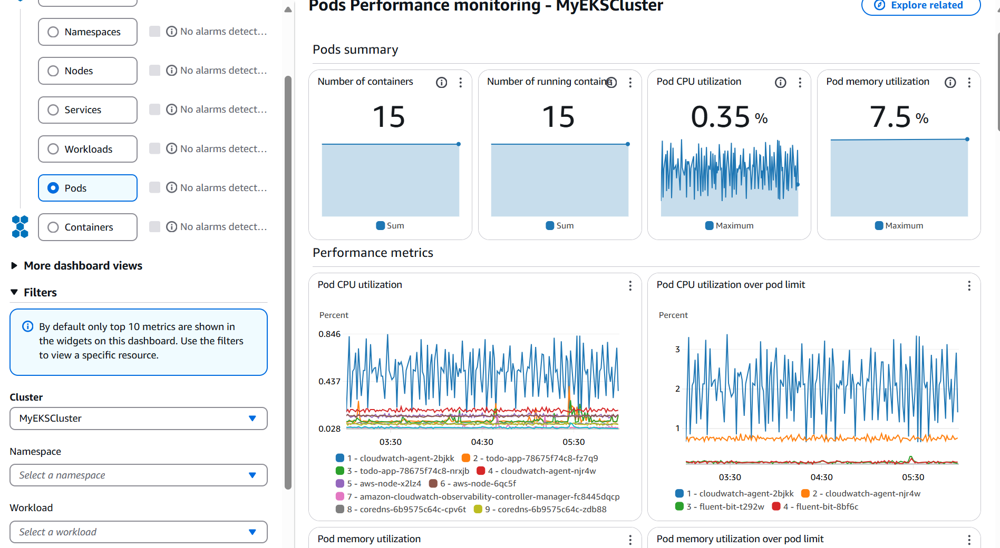 Pods Performance monitoring - MyEKSCluster
Explore related
Namespaces
No alarms detect...
Nodes
No alarms detect...
Services
No alarms detect...
Workloads
No alarms detect...
Pods
No alarms detect...
Containers
No alarms detect...
More dashboard views
Filters
By default only top 10 metrics are shown in
the widgets on this dashboard. Use the filters
to view a specific resource.
Cluster
MyEKSCluster
Namespace
Select a namespace
Workload
Select a workload
Pods summary
Number of containers
15
Sum
Number of running containe
15
Sum
Pod CPU utilization
0.35 %
Maximum
Pod memory utilization
7.5 %
Maximum
Performance metrics
Pod CPU utilization
Percent
0.846
0.437
0.028
03:30 04:30 05:30
1 - cloudwatch-agent-2bjkk 2 - todo-app-78675f74c8-fz7q9
3 - todo-app-78675f74c8-nrxjb 4 - cloudwatch-agent-njr4w
5 - aws-node-x2lz4 6 - aws-node-6qc5f
7 - amazon-cloudwatch-observability-controller-manager-fc8445dqcp
8 - coredns-6b9575c64c-cpv6t 9 - coredns-6b9575c64c-zdb88
Pod CPU utilization over pod limit
Percent
3
2
1
03:30 04:30 05:30
1 - cloudwatch-agent-2bjkk 2 - cloudwatch-agent-njr4w
3 - fluent-bit-t292w 4 - fluent-bit-8bf6c
Pod memory utilization
Pod memory utilization over pod limit